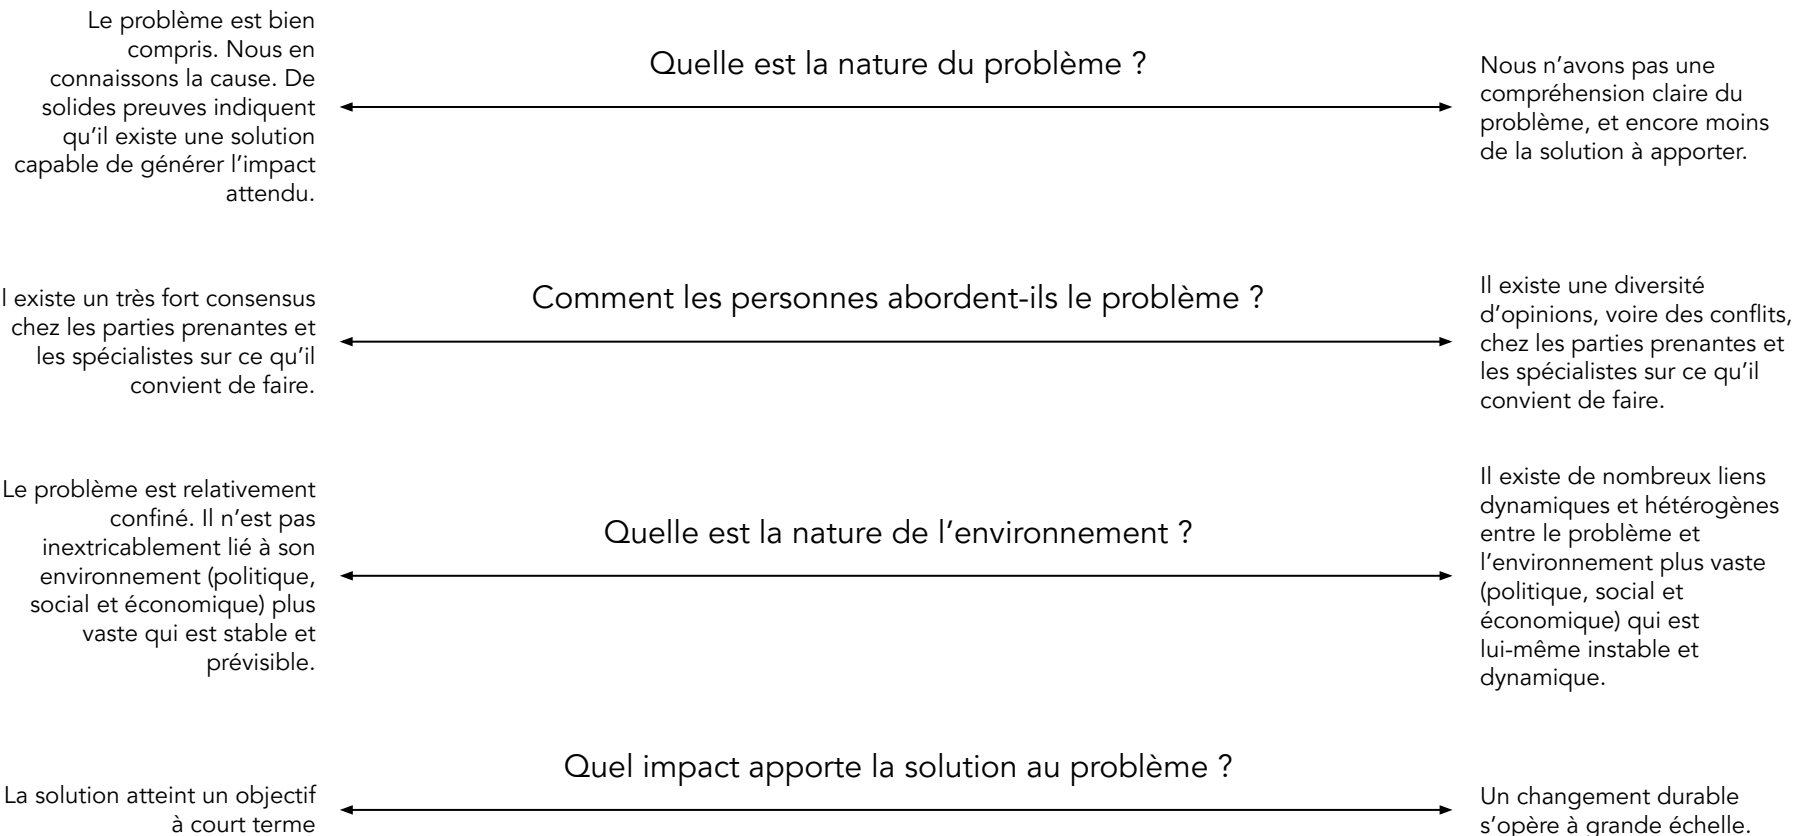 Le problème est bien
compris. Nous en
connaissons la cause. De
solides preuves indiquent
qu’il existe une solution
capable de générer l’impact
attendu.
Quelle est la nature du problème ?
Nous n’avons pas une
compréhension claire du
problème, et encore moins
de la solution à apporter.
l existe un très fort consensus
chez les parties prenantes et
les spécialistes sur ce qu’il
convient de faire.
Comment les personnes abordent-ils le problème ?
Il existe une diversité
d’opinions, voire des conflits,
chez les parties prenantes et
les spécialistes sur ce qu’il
convient de faire.
Le problème est relativement
confiné. Il n’est pas
inextricablement lié à son
environnement (politique,
social et économique) plus
vaste qui est stable et
prévisible.
Quelle est la nature de l’environnement ?
Il existe de nombreux liens
dynamiques et hétérogènes
entre le problème et
l’environnement plus vaste
(politique, social et
économique) qui est
lui-même instable et
dynamique.
La solution atteint un objectif
à court terme
Quel impact apporte la solution au problème ?
Un changement durable
s’opère à grande échelle.